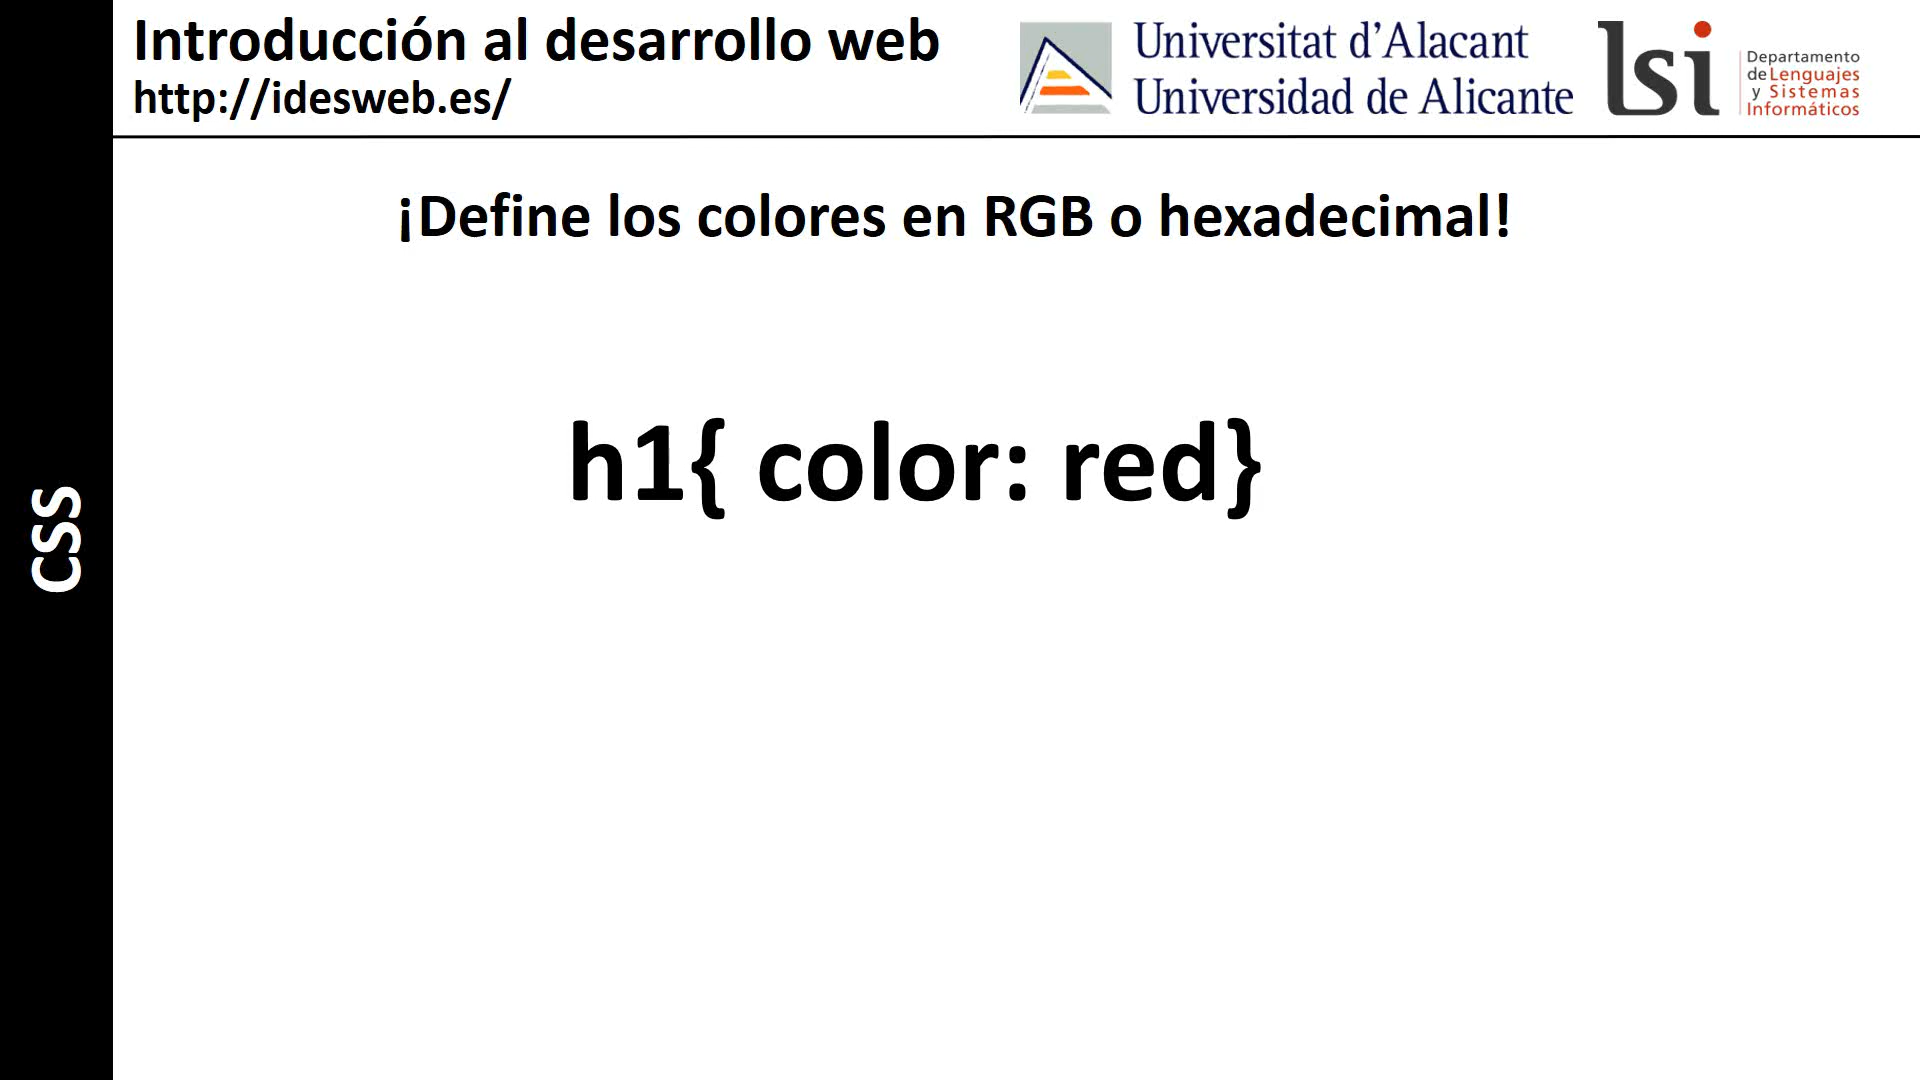 Introducción al desarrollo web
http://idesweb.es/
Universitat d'Alacant
Universidad de Alicante
lsi
Departamento
de Lenguajes
y Sistemas
Informáticos
¡Define los colores en RGB o hexadecimal!
h1{ color: red}
CSS